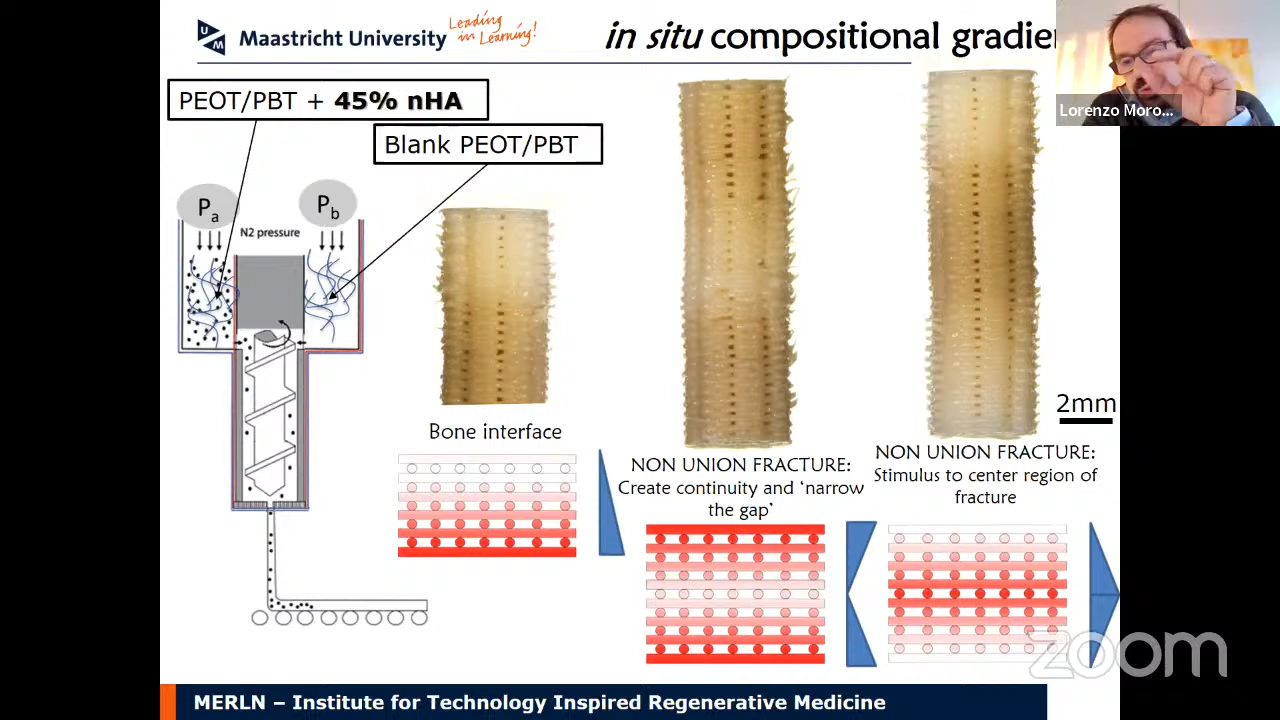 UM
Maastricht University
Leading
in Learning!
in situ compositional gradie
Lorenzo Moro...
PEOT/PBT + 45% nHA
Blank PEOT/PBT
Pa
Pb
N2 pressure
2mm
Bone interface
NON UNION FRACTURE:
Create continuity and ‘narrow
the gap’
NON UNION FRACTURE:
Stimulus to center region of
fracture
zoom
MERLN – Institute for Technology Inspired Regenerative Medicine